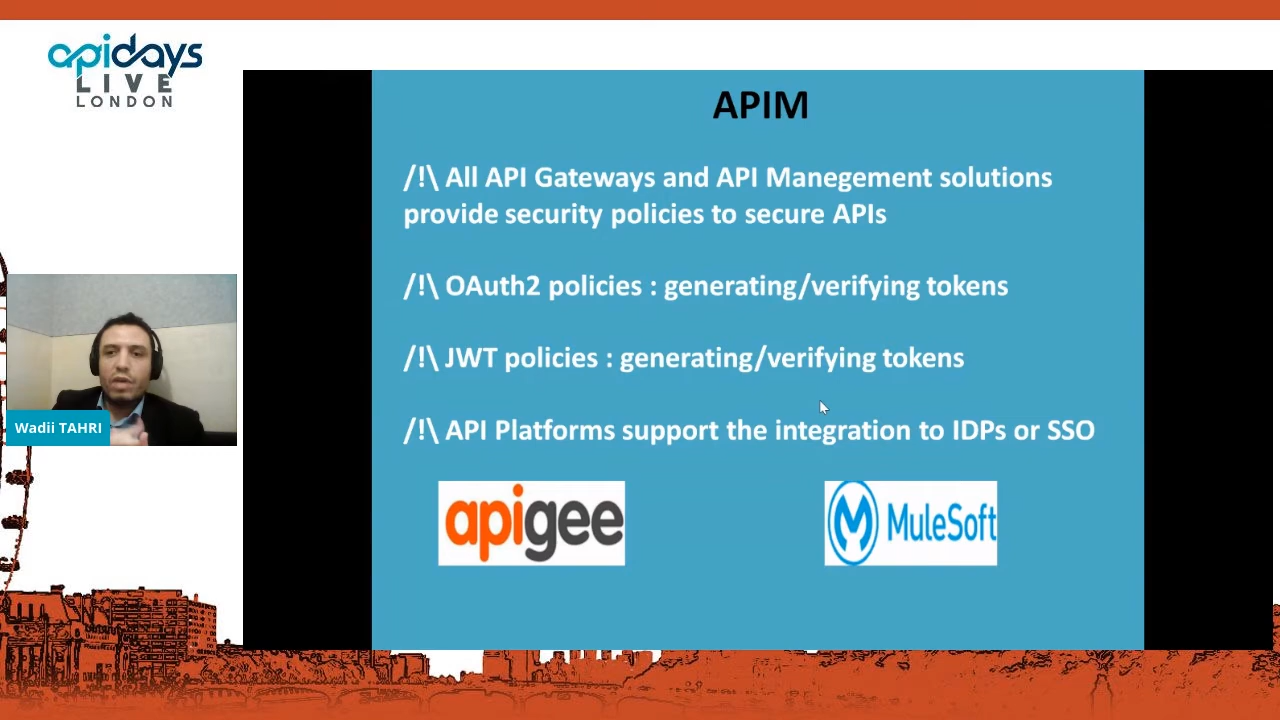 apidays
LIVE
LONDON
APIM
/!\ All API Gateways and API Manegement solutions
provide security policies to secure APIs
/!\ OAuth2 policies : generating/verifying tokens
/!\ JWT policies : generating/verifying tokens
/!\ API Platforms support the integration to IDPs or SSO
Wadii TAHRI
apigee
MuleSoft